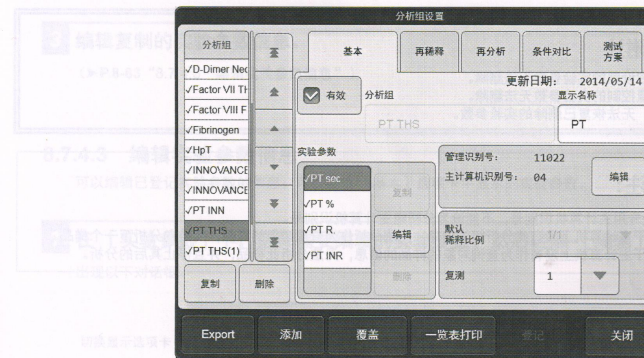 分析组设置
分析组
√D-Dimer Neo
√Factor VII TH
√Factor VIII F
√Fibrinogen
√HpT
√INNOVANCE
√INNOVANCE
√PT INN
√PT THS
√PT THS(1)
复制 删除
基本 再稀释 再分析 条件对比 测试方案
更新日期: 2014/05/14
有效 分析组 显示名称
PT THS PT
实验参数
√PT sec
√PT %
√PT R.
√PT INR
复制
编辑
删除
管理识别号: 11022
主计算机识别号: 04
编辑
默认
稀释比例 1/1
复测 1
Export 添加 覆盖 一览表打印 登记 关闭